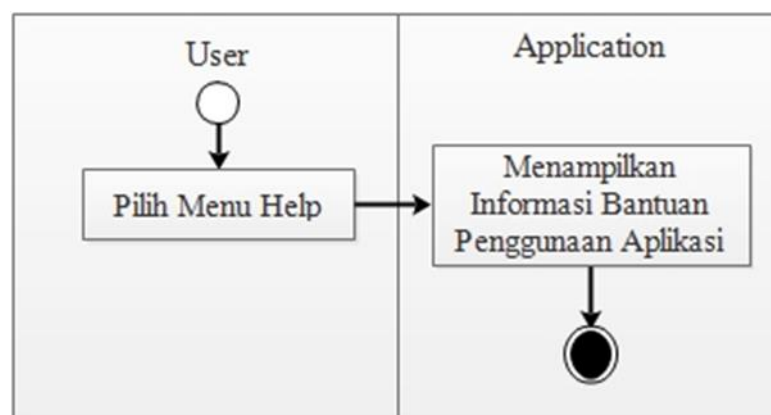 User
Application
Pilih Menu Help
Menampilkan
Informasi Bantuan
Penggunaan Aplikasi